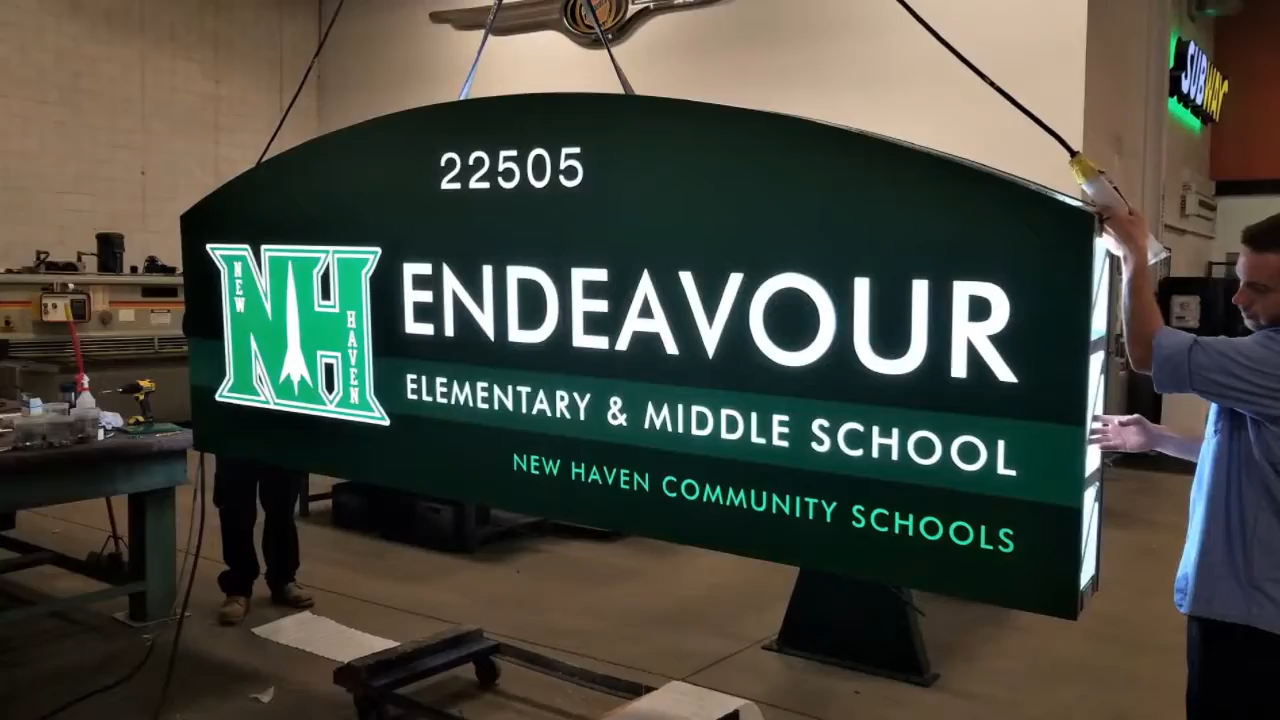 SUBWAY
22505
NEW
NH
HAVEN
ENDEAVOUR
ELEMENTARY & MIDDLE SCHOOL
NEW HAVEN COMMUNITY SCHOOLS